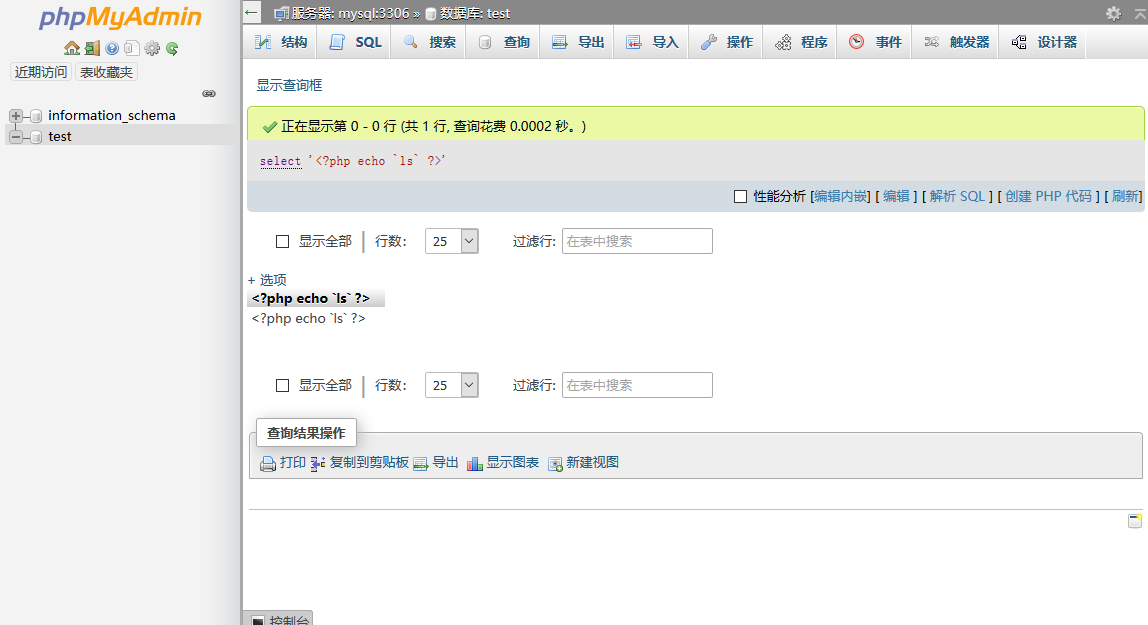 phpMyAdmin
近期访问 表收藏夹
information_schema
test
服务器: mysql:3306 » 数据库: test
结构 SQL 搜索 查询 导出 导入 操作 程序 事件 触发器 设计器
显示查询框
正在显示第 0 - 0 行 (共 1 行, 查询花费 0.0002 秒。)
select '<?php echo `ls` ?>'
性能分析 [编辑内嵌] [ 编辑 ] [ 解析 SQL ] [ 创建 PHP 代码 ] [ 刷新]
显示全部 | 行数: 25 过滤行: 在表中搜索
+ 选项
<?php echo `ls` ?>
<?php echo `ls` ?>
显示全部 | 行数: 25 过滤行: 在表中搜索
查询结果操作
打印 复制到剪贴板 导出 显示图表 新建视图
控制台